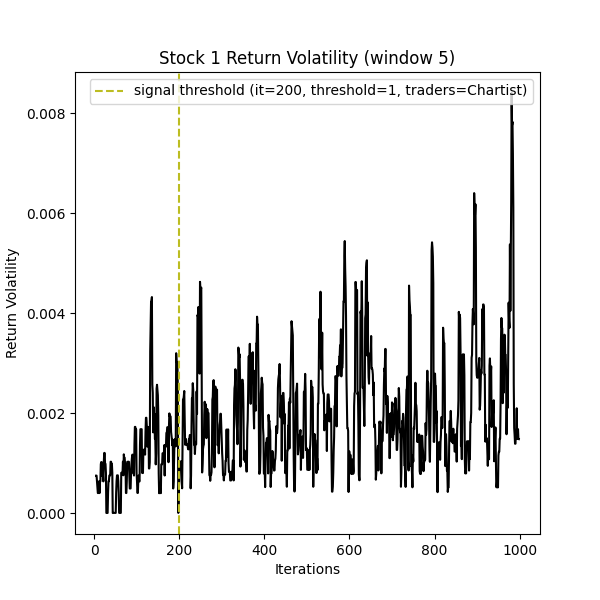 Stock 1 Return Volatility (window 5)
signal threshold (it=200, threshold=1, traders=Chartist)
0.008
0.006
0.004
0.002
0.000
Return Volatility
0 200 400 600 800 1000
Iterations